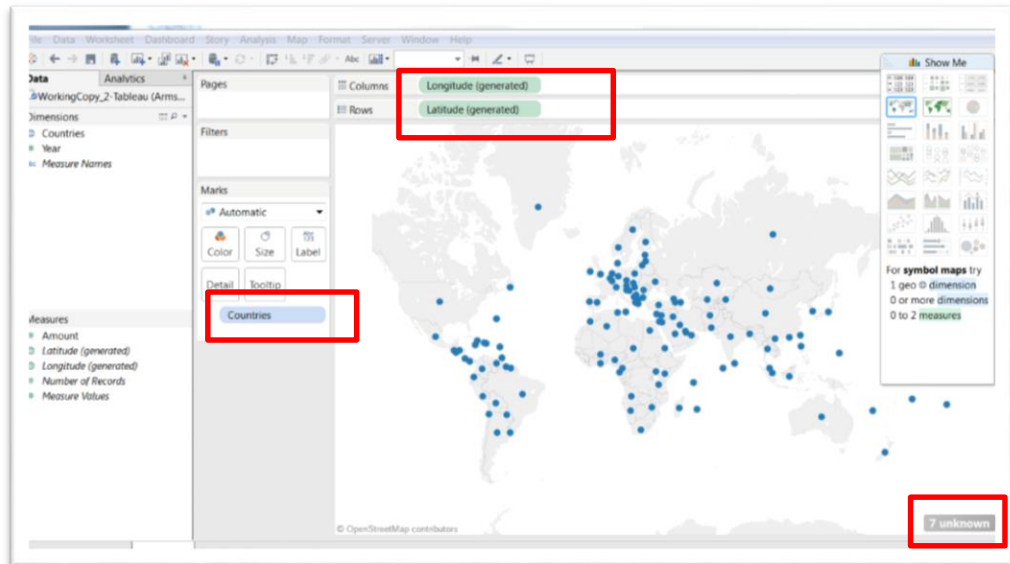 File Data Worksheet Dashboard Story Analysis Map Format Server Window Help
Abc
Data Analytics
WorkingCopy_2-Tableau (Arms...
Dimensions
Countries
Year
Abc Measure Names
Measures
Amount
Latitude (generated)
Longitude (generated)
Number of Records
Measure Values
Pages
Filters
Marks
Automatic
Color Size Label
Detail Tooltip
Countries
Columns Longitude (generated)
Rows Latitude (generated)
© OpenStreetMap contributors
7 unknown
Show Me
For symbol maps try
1 geo dimension
0 or more dimensions
0 to 2 measures